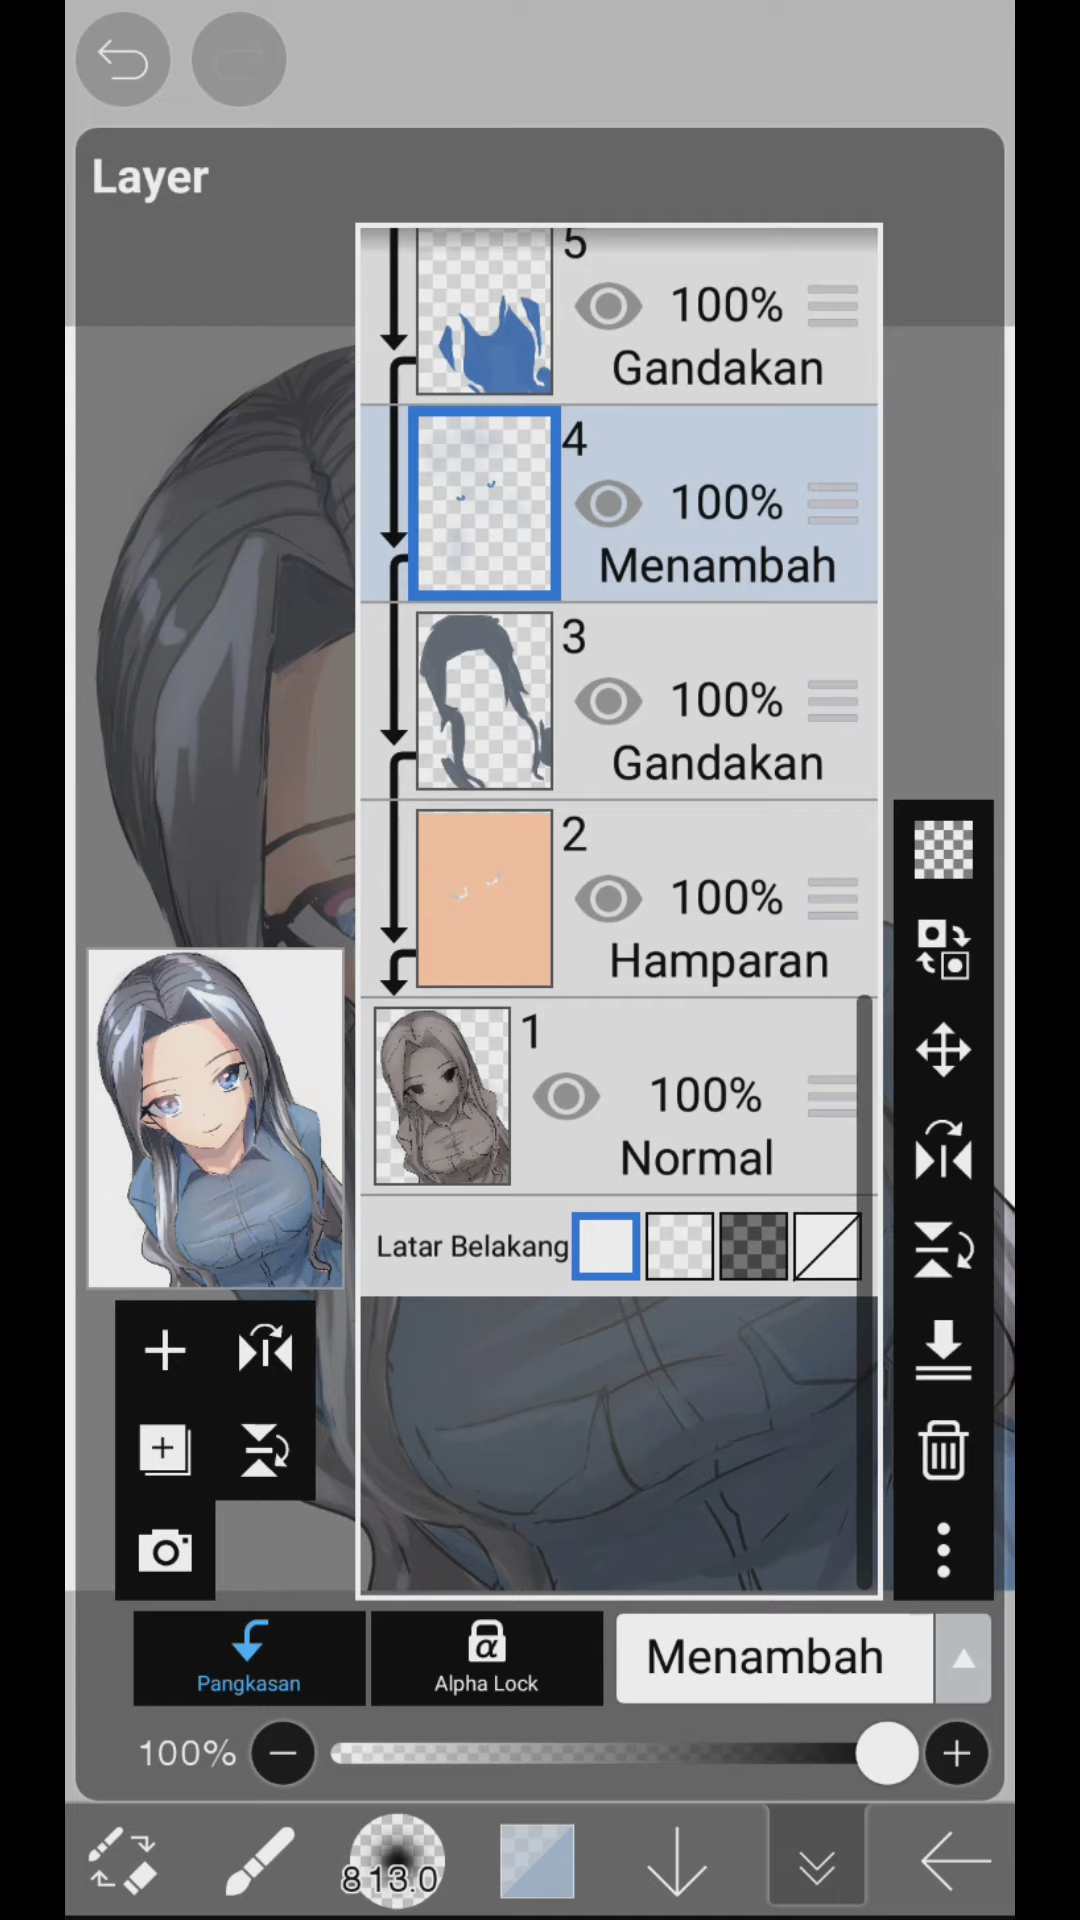 Layer
5
100%
Gandakan
4
100%
Menambah
3
100%
Gandakan
2
100%
Hamparan
1
100%
Normal
Latar Belakang
Pangkasan
α
Alpha Lock
Menambah
100%
813.0